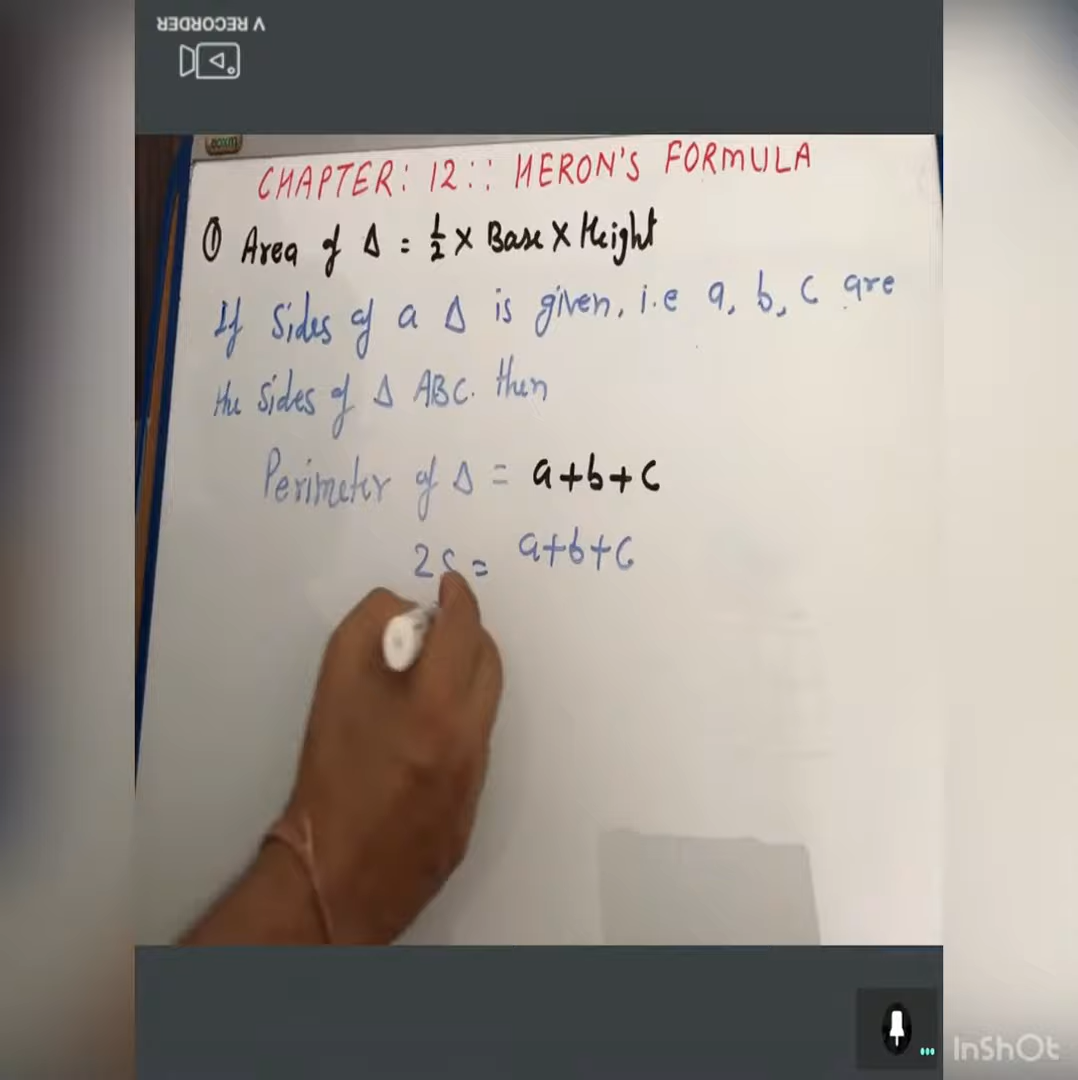 V RECORDER
CHAPTER: 12:: HERON'S FORMULA
① Area of Δ = 1/2 × Base × Height
If Sides of a Δ is given, i.e a, b, c are
the sides of Δ ABC. then
Perimeter of Δ = a+b+c
2s = a+b+c
InShOt